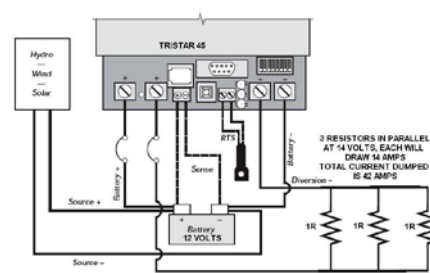 TRISTAR 45
Hydro
Wind
Solar
+
+
−
−
RTS
Sense
Battery +
Battery −
Diversion −
Source +
Source −
+
−
Battery
12 VOLTS
3 RESISTORS IN PARALLEL
AT 14 VOLTS, EACH WILL
DRAW 14 AMPS
TOTAL CURRENT DUMPED
IS 42 AMPS
1R
1R
1R